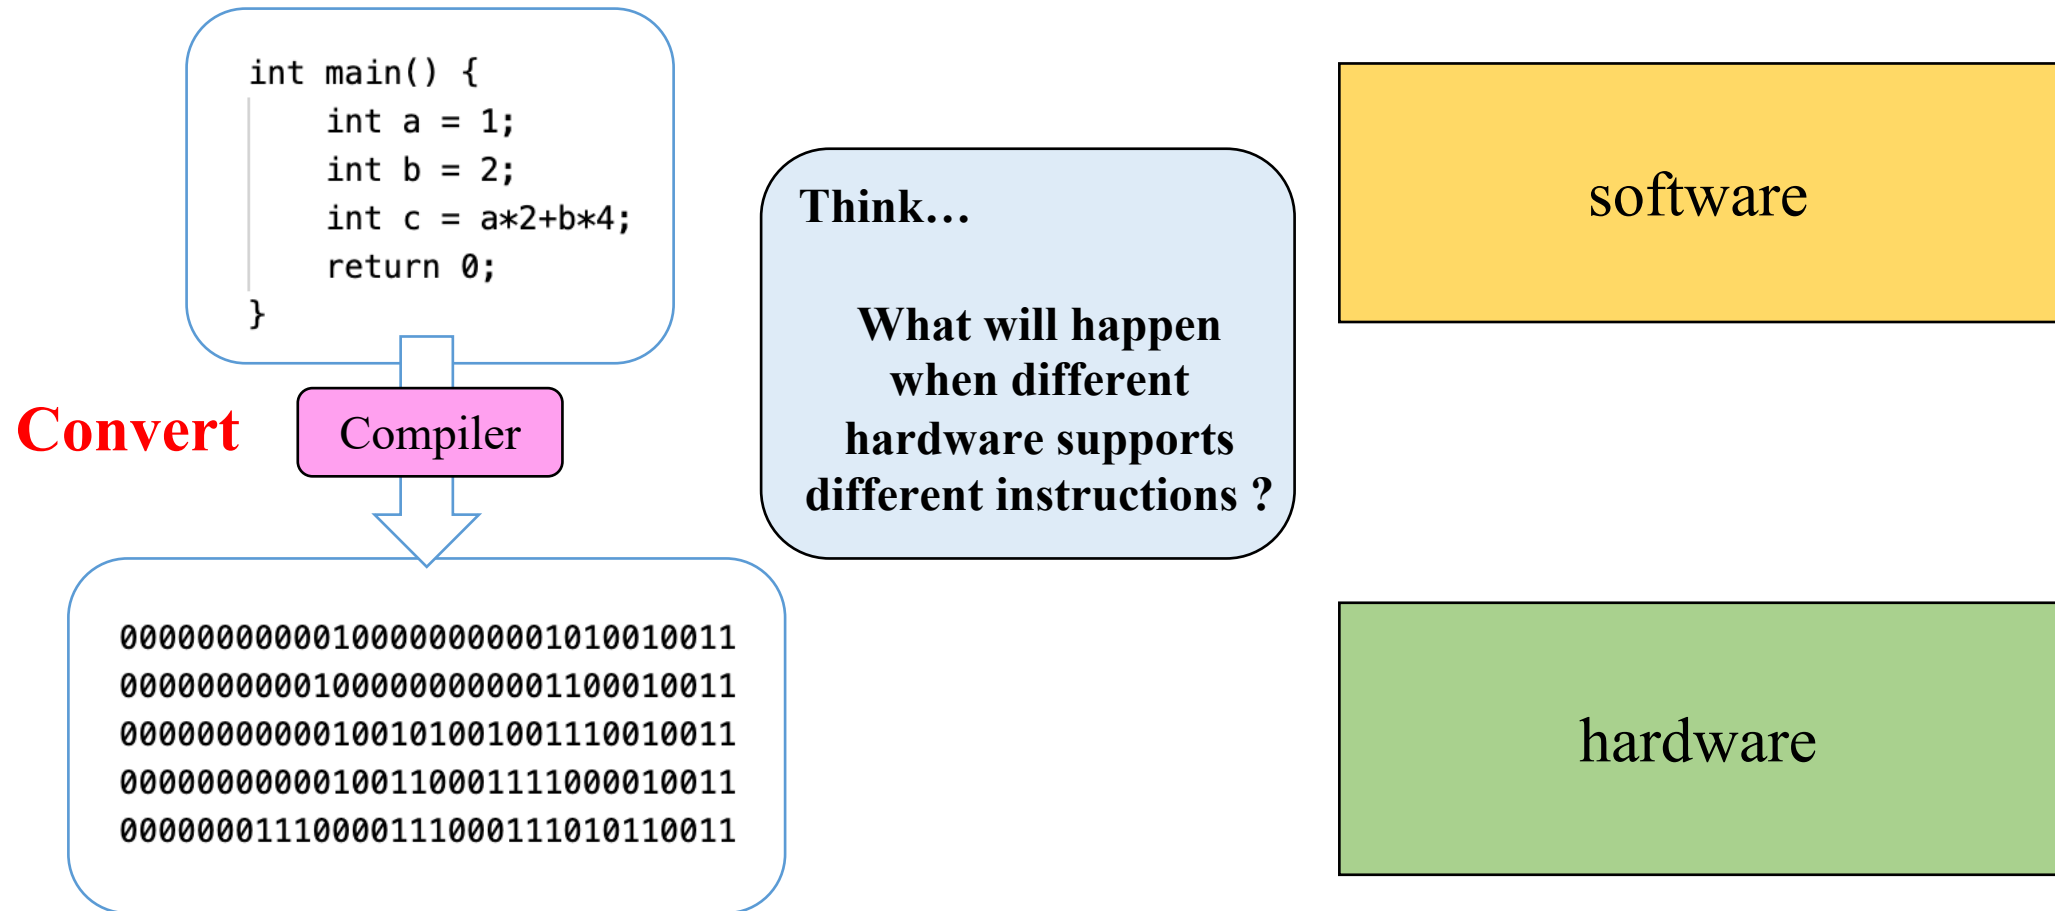 int main() {
int a = 1;
int b = 2;
int c = a*2+b*4;
return 0;
}
Convert
Compiler
00000000000100000000001010010011
00000000001000000000001100010011
00000000000100101001001110010011
00000000000100110001111000010011
00000001110000111000111010110011
Think…
What will happen
when different
hardware supports
different instructions ?
software
hardware